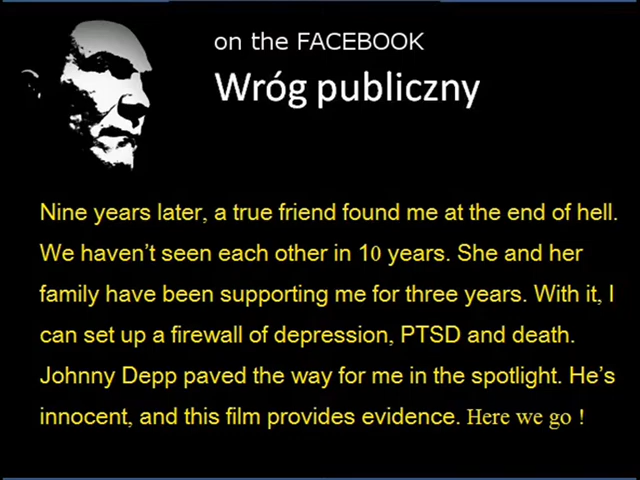 on the FACEBOOK
Wróg publiczny
Nine years later, a true friend found me at the end of hell.
We haven't seen each other in 10 years. She and her
family have been supporting me for three years. With it, I
can set up a firewall of depression, PTSD and death.
Johnny Depp paved the way for me in the spotlight. He's
innocent, and this film provides evidence. Here we go !